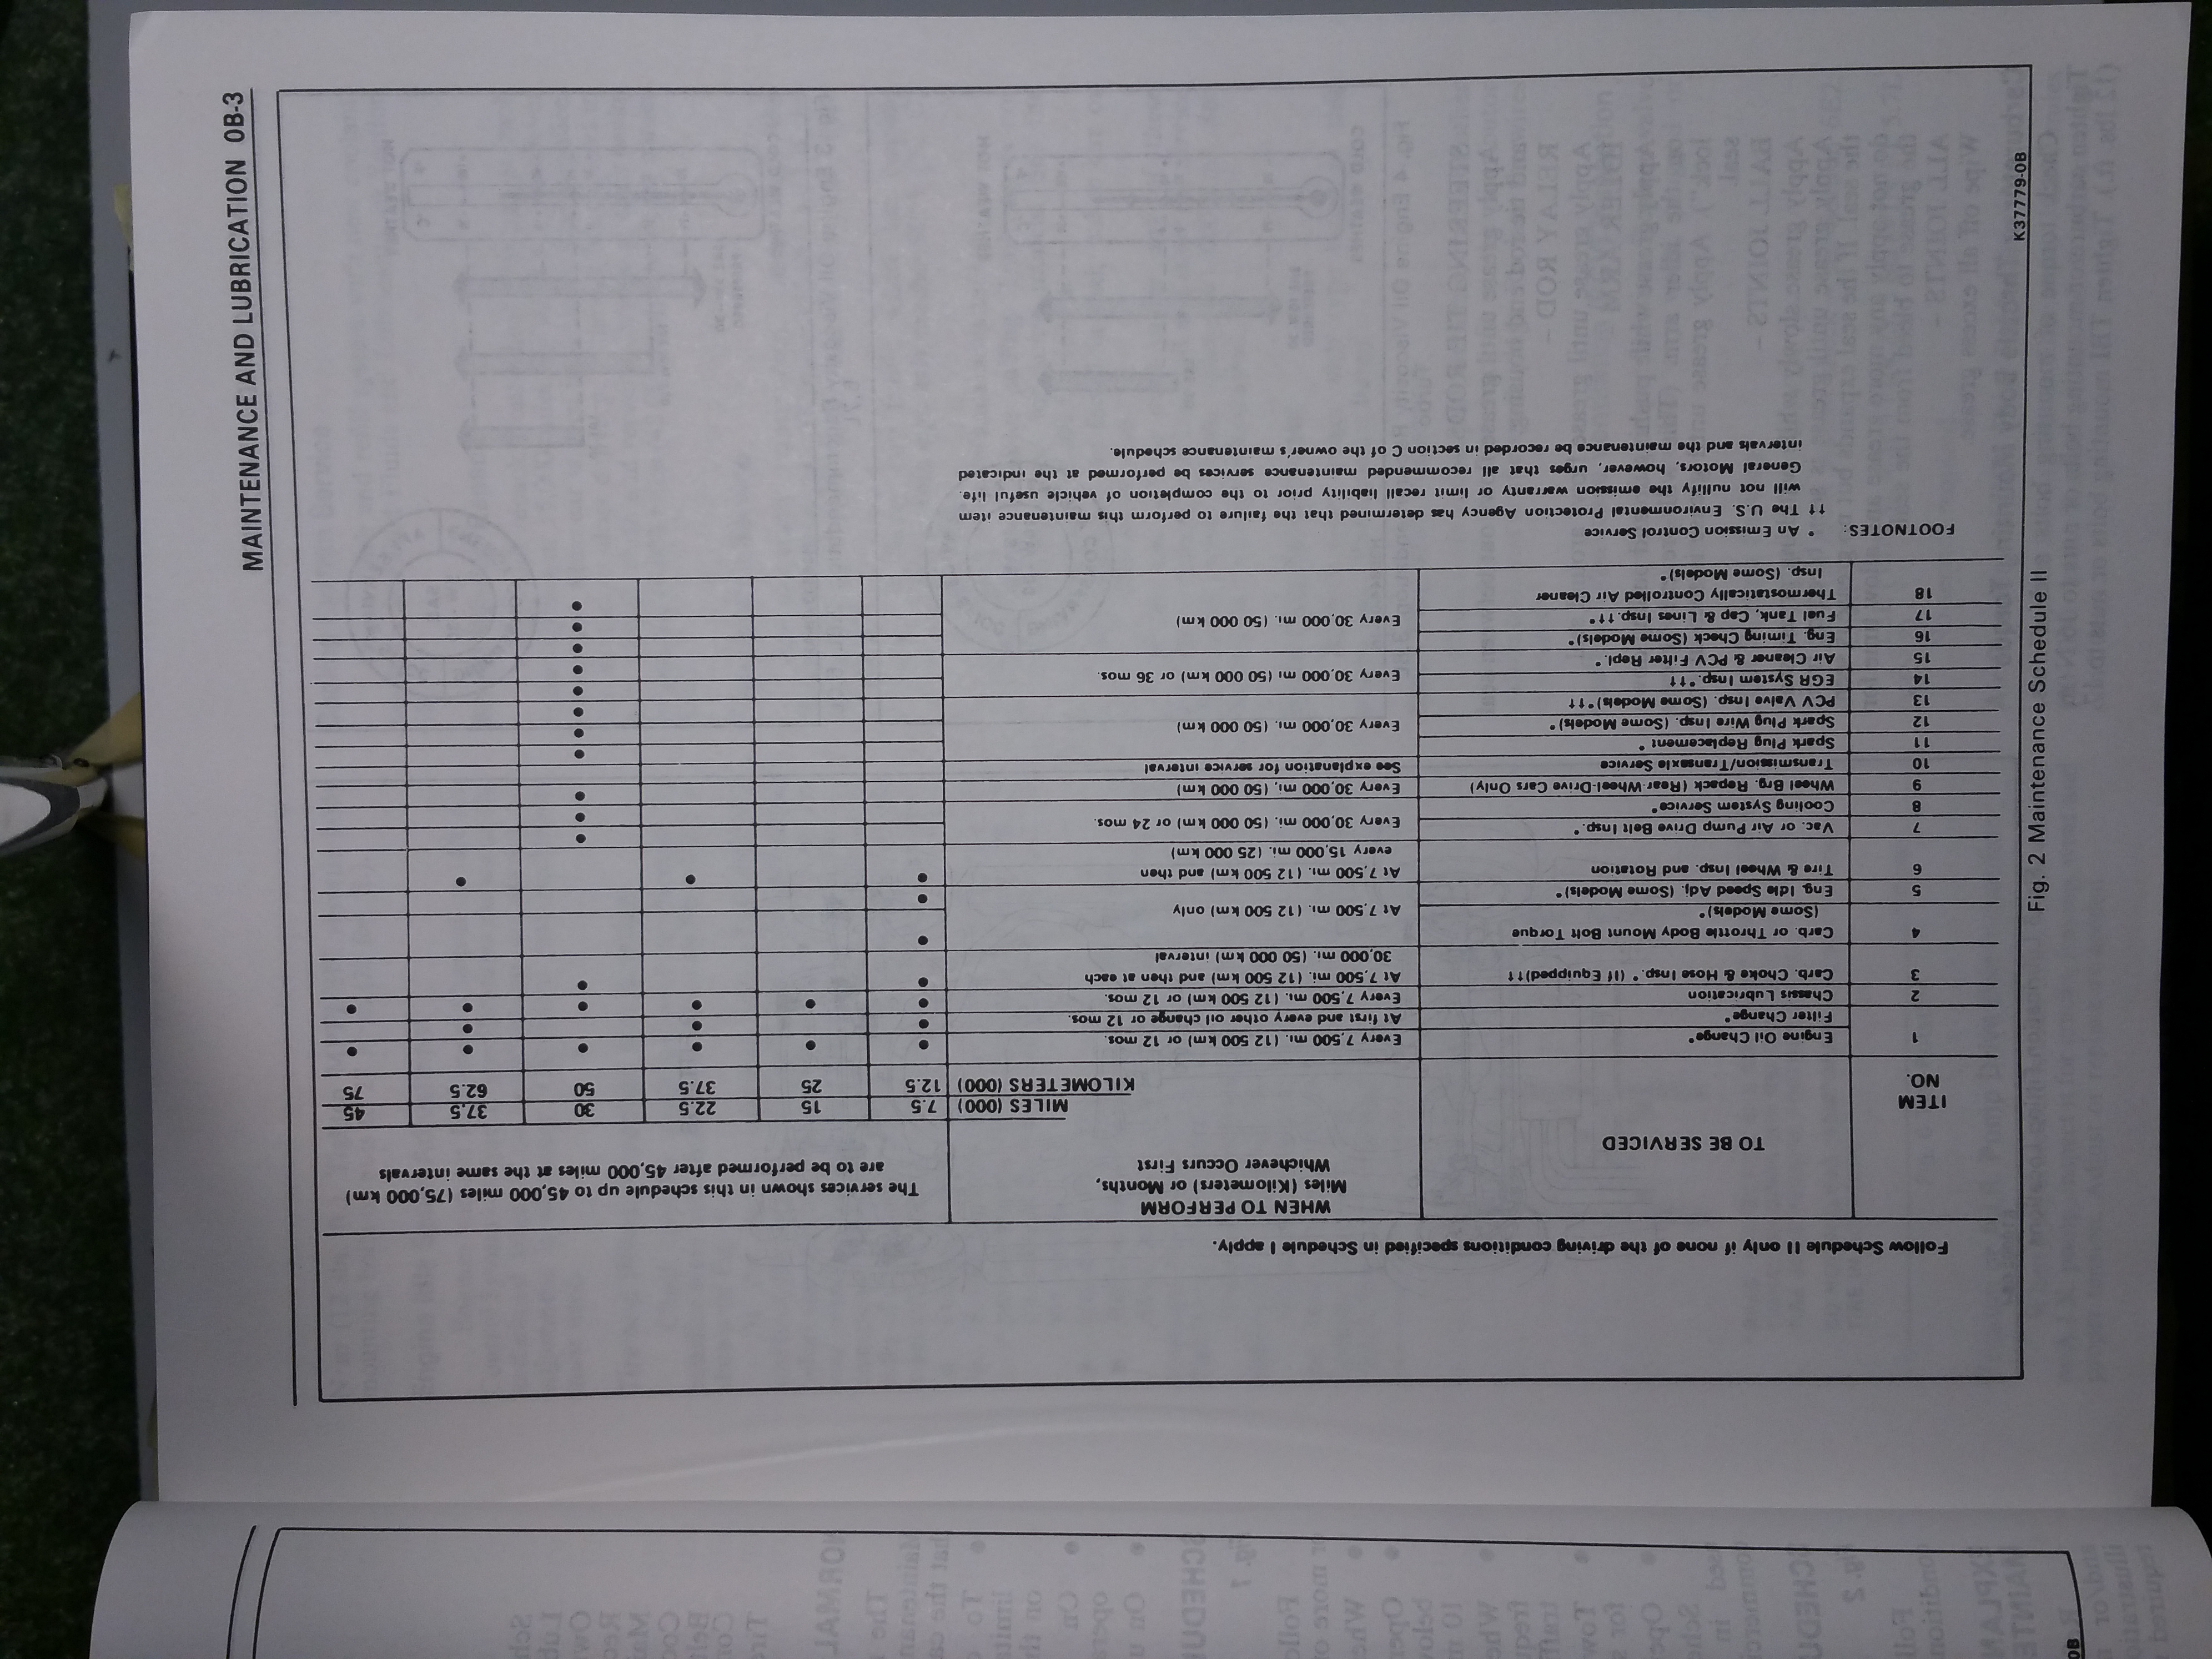 MAINTENANCE AND LUBRICATION 0B-3
Follow Schedule II only if none of the driving conditions specified in Schedule I apply.
ITEM
NO.
TO BE SERVICED
WHEN TO PERFORM
Miles (Kilometers) or Months,
Whichever Occurs First
The services shown in this schedule up to 45,000 miles (75,000 km)
are to be performed after 45,000 miles at the same intervals
MILES (000) 7.5 15 22.5 30 37.5 45
KILOMETERS (000) 12.5 25 37.5 50 62.5 75
1 Engine Oil Change* Every 7,500 mi. (12 500 km) or 12 mos. ● ● ● ● ● ●
Filter Change* At first and every other oil change or 12 mos. ● ● ●
2 Chassis Lubrication Every 7,500 mi. (12 500 km) or 12 mos. ● ● ● ● ● ●
3 Carb. Choke & Hose Insp.* (If Equipped)†† At 7,500 mi. (12 500 km) and then at each ● ●
30,000 mi. (50 000 km) interval
4 Carb. or Throttle Body Mount Bolt Torque ●
(Some Models)* At 7,500 mi. (12 500 km) only
5 Eng. Idle Speed Adj. (Some Models)* ●
6 Tire & Wheel Insp. and Rotation At 7,500 mi. (12 500 km) and then ● ● ●
every 15,000 mi. (25 000 km)
7 Vac. or Air Pump Drive Belt Insp.* Every 30,000 mi. (50 000 km) or 24 mos. ●
8 Cooling System Service* ●
9 Wheel Brg. Repack (Rear-Wheel-Drive Cars Only) Every 30,000 mi, (50 000 km) ●
10 Transmission/Transaxle Service See explanation for service interval
11 Spark Plug Replacement * ●
12 Spark Plug Wire Insp. (Some Models)* Every 30,000 mi. (50 000 km) ●
13 PCV Valve Insp. (Some Models)*†† ●
14 EGR System Insp.*†† Every 30,000 mi (50 000 km) or 36 mos. ●
15 Air Cleaner & PCV Filter Repl.* ●
16 Eng. Timing Check (Some Models)* ●
17 Fuel Tank, Cap & Lines Insp.††* Every 30,000 mi. (50 000 km) ●
18 Thermostatically Controlled Air Cleaner ●
Insp. (Some Models)*
FOOTNOTES: * An Emission Control Service
†† The U.S. Environmental Protection Agency has determined that the failure to perform this maintenance item
will not nullify the emission warranty or limit recall liability prior to the completion of vehicle useful life.
General Motors, however, urges that all recommended maintenance services be performed at the indicated
intervals and the maintenance be recorded in section C of the owner's maintenance schedule.
K37779-0B
Fig. 2 Maintenance Schedule II